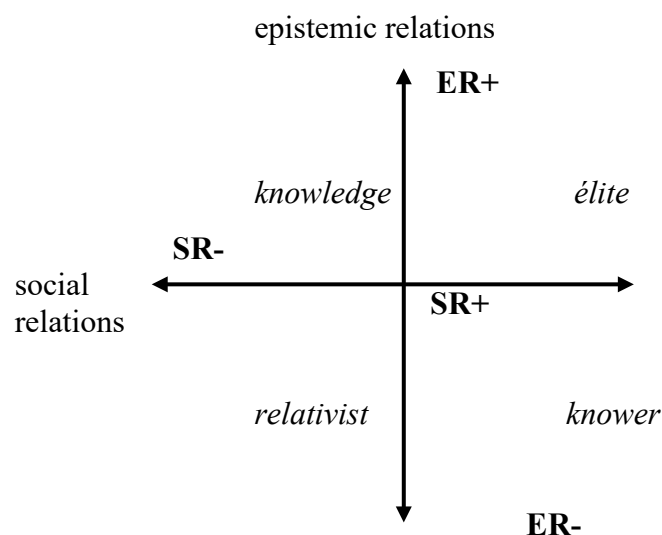 epistemic relations
ER+
knowledge
élite
SR-
social
relations
SR+
relativist
knower
ER-